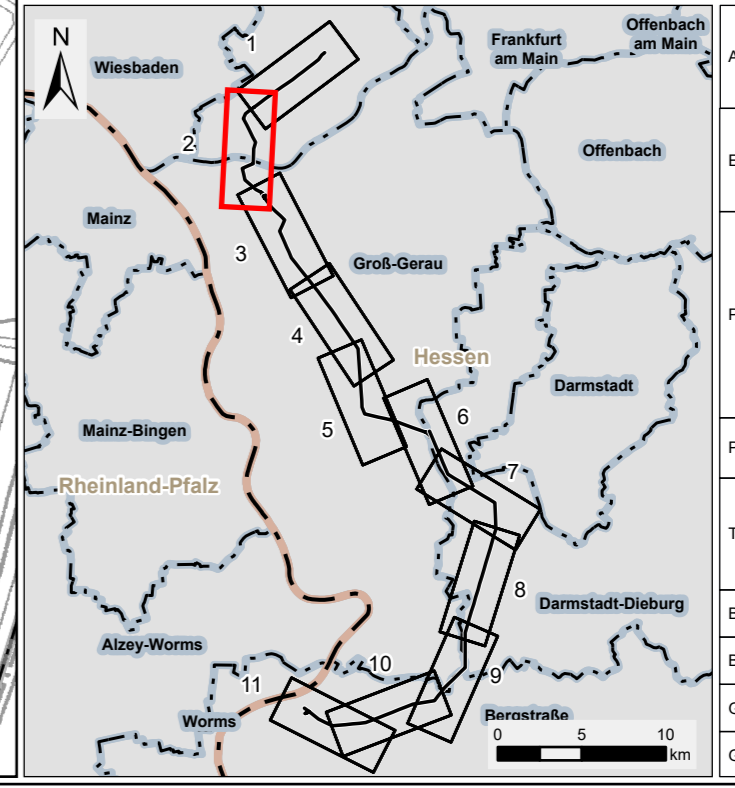 N
1
Wiesbaden
Frankfurt
am Main
Offenbach
am Main
2
Offenbach
Mainz
3
Groß-Gerau
4
Hessen
Darmstadt
5
6
Mainz-Bingen
7
Rheinland-Pfalz
8
Darmstadt-Dieburg
Alzey-Worms
10
9
11
Worms
Bergstraße
0 5 10
km